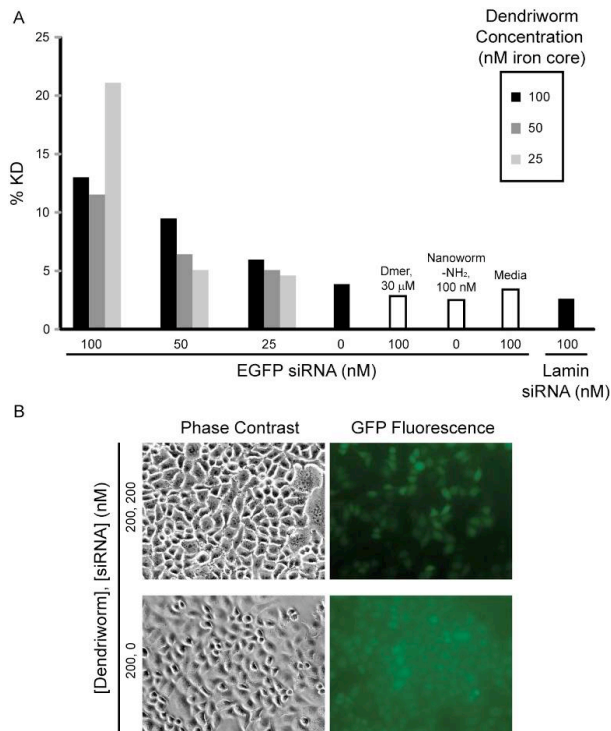 A
Dendriworm
Concentration
(nM iron core)
100
50
25
% KD
25
20
15
10
5
0
Dmer,
30 μM
Nanoworm
-NH₂,
100 nM
Media
100
50
25
0
100
0
100
100
EGFP siRNA (nM)
Lamin
siRNA (nM)
B
Phase Contrast
GFP Fluorescence
[Dendriworm], [siRNA] (nM)
200, 200
200, 0